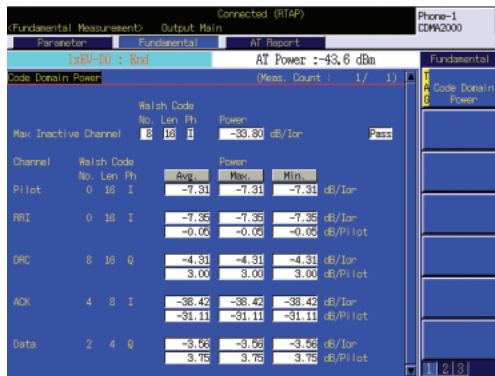 Connected (RTAP)
Phone-1
<Fundamental Measurement> Output Main
CDMA2000
Parameter Fundamental AT Report
Fundamental
1xEV-DO : End AT Power :-43.6 dBm
Code Domain Power (Meas. Count : 1/ 1)
TAG Code Domain Power
Walsh Code
No. Len Ph Power
Max Inactive Channel 8 16 I -33.80 dB/Ior Pass
Channel Walsh Code Power
No. Len Ph Avg. Max. Min.
Pilot 0 16 I -7.31 -7.31 -7.31 dB/Ior
RRI 0 16 I -7.35 -7.35 -7.35 dB/Ior
-0.05 -0.05 -0.05 dB/Pilot
DRC 8 16 Q -4.31 -4.31 -4.31 dB/Ior
3.00 3.00 3.00 dB/Pilot
ACK 4 8 I -38.42 -38.42 -38.42 dB/Ior
-31.11 -31.11 -31.11 dB/Pilot
Data 2 4 Q -3.56 -3.56 -3.56 dB/Ior
3.75 3.75 3.75 dB/Pilot
1 2 3